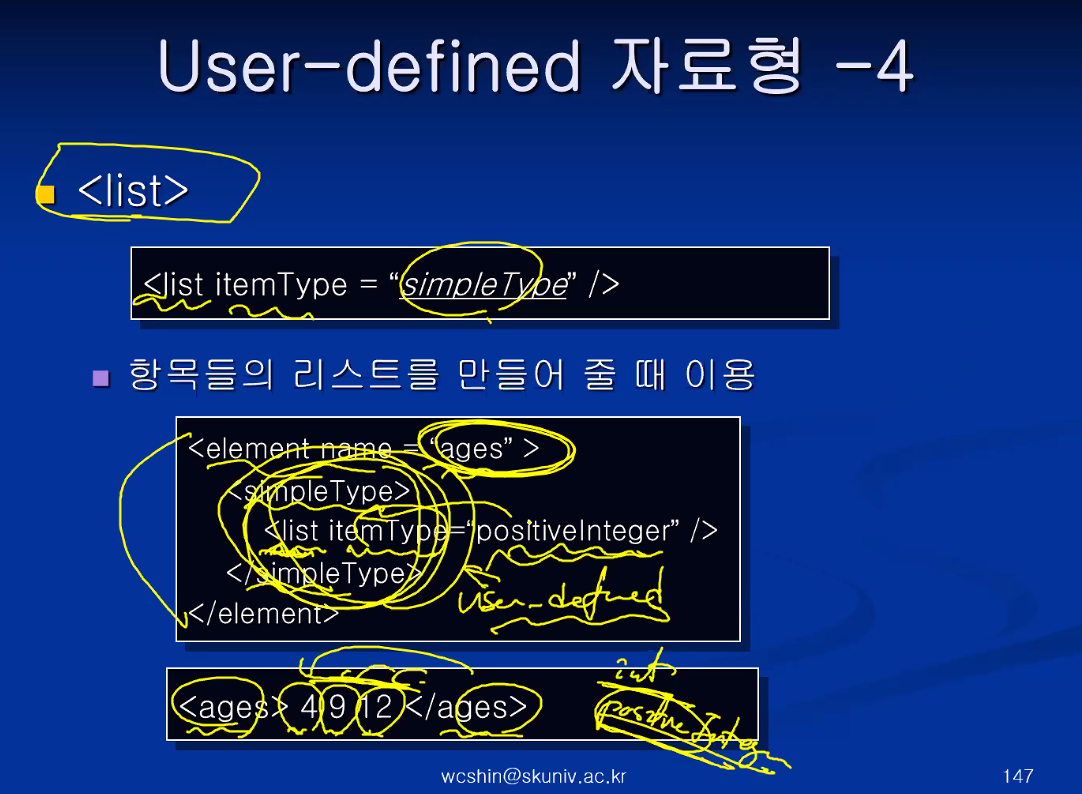 User-defined 자료형 -4
<list>
<list itemType = “simpleType” />
항목들의 리스트를 만들어 줄 때 이용
<element name = “ages” >
<simpleType>
<list itemType=“positiveInteger” />
</simpleType>
user-defined
</element>
int
<ages> 4 9 12 </ages>
positiveInteger
wcshin@skuniv.ac.kr
147